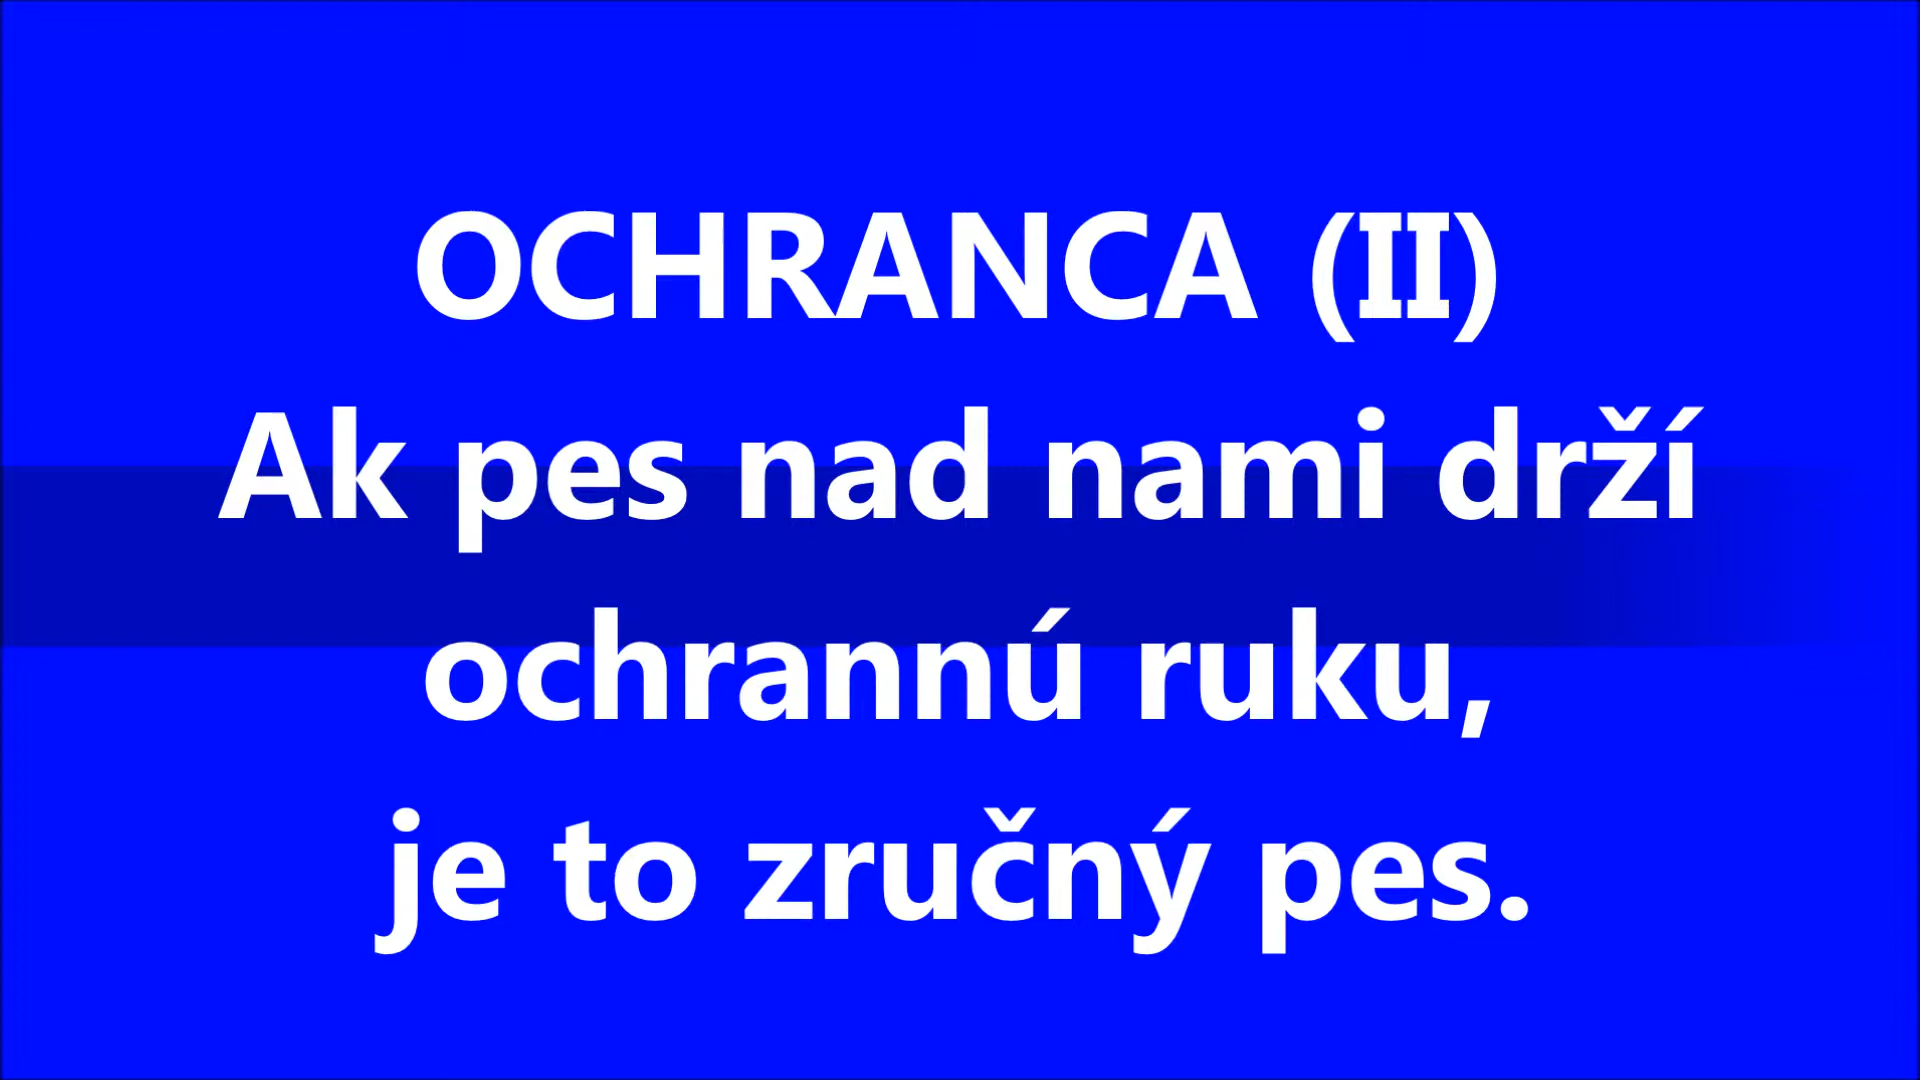 OCHRANCA (II)
Ak pes nad nami drží
ochrannú ruku,
je to zručný pes.